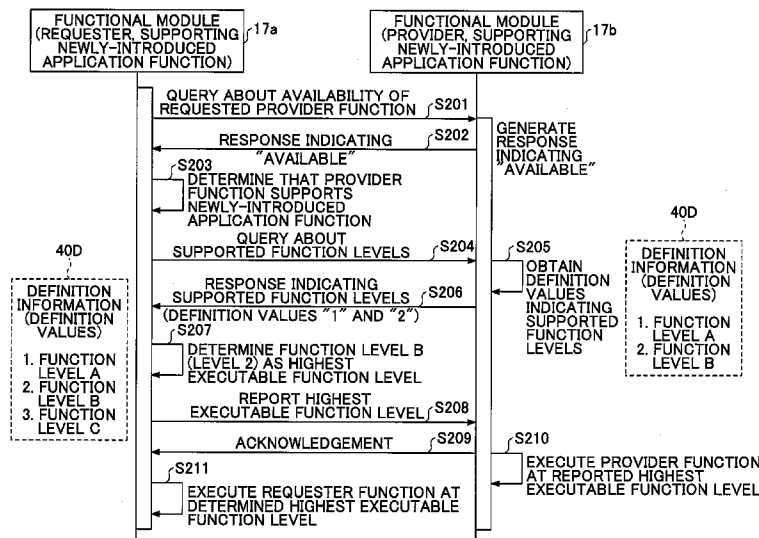 FUNCTIONAL MODULE
(REQUESTER, SUPPORTING
NEWLY-INTRODUCED
APPLICATION FUNCTION)
17a
FUNCTIONAL MODULE
(PROVIDER, SUPPORTING
NEWLY-INTRODUCED
APPLICATION FUNCTION)
17b
QUERY ABOUT AVAILABILITY OF
REQUESTED PROVIDER FUNCTION
S201
RESPONSE INDICATING
"AVAILABLE"
S202
GENERATE
RESPONSE
INDICATING
"AVAILABLE"
S203
DETERMINE THAT PROVIDER
FUNCTION SUPPORTS
NEWLY-INTRODUCED
APPLICATION FUNCTION
QUERY ABOUT
SUPPORTED FUNCTION LEVELS
S204
S205
OBTAIN
DEFINITION
VALUES
INDICATING
SUPPORTED
FUNCTION
LEVELS
40D
DEFINITION
INFORMATION
(DEFINITION
VALUES)
1. FUNCTION
LEVEL A
2. FUNCTION
LEVEL B
40D
DEFINITION
INFORMATION
(DEFINITION
VALUES)
1. FUNCTION
LEVEL A
2. FUNCTION
LEVEL B
3. FUNCTION
LEVEL C
RESPONSE INDICATING
SUPPORTED FUNCTION LEVELS
(DEFINITION VALUES "1" AND "2")
S206
S207
DETERMINE FUNCTION LEVEL B
(LEVEL 2) AS HIGHEST
EXECUTABLE FUNCTION LEVEL
REPORT HIGHEST
EXECUTABLE FUNCTION LEVEL
S208
ACKNOWLEDGEMENT
S209
S210
EXECUTE PROVIDER FUNCTION
AT REPORTED HIGHEST
EXECUTABLE FUNCTION LEVEL
S211
EXECUTE REQUESTER FUNCTION AT
DETERMINED HIGHEST EXECUTABLE
FUNCTION LEVEL